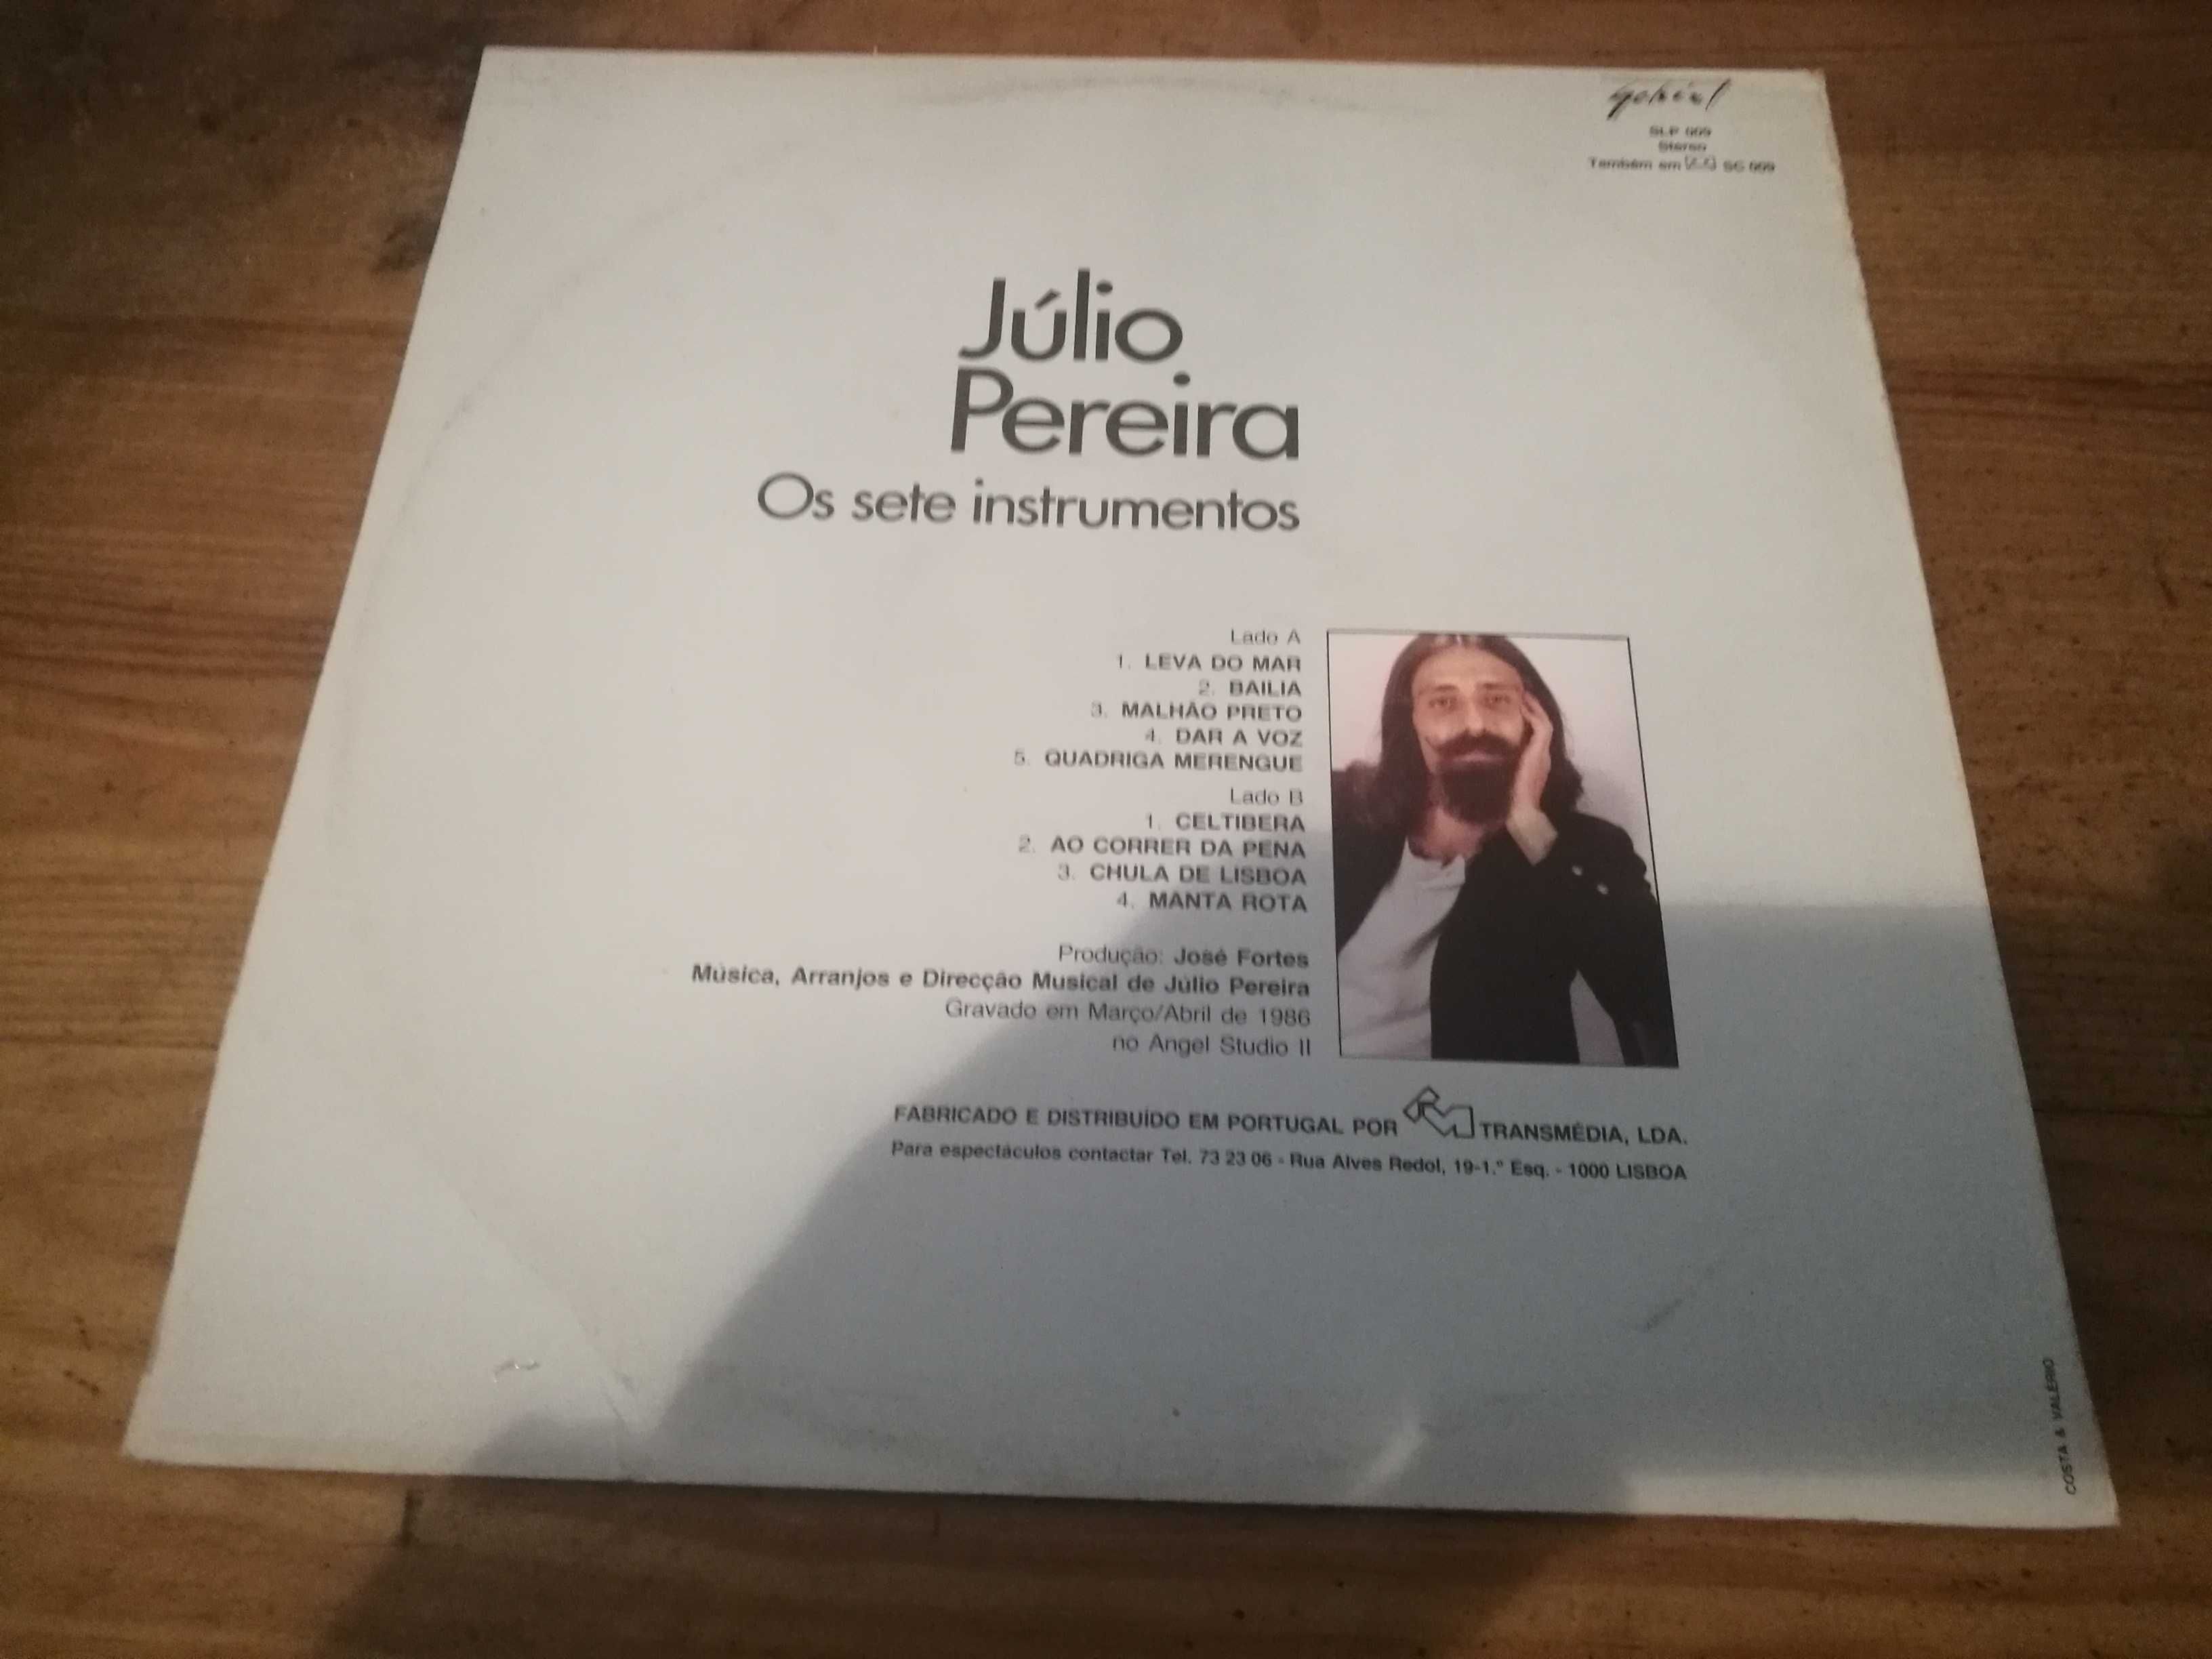 SLP 009
Stereo
Também em SC 009
Júlio
Pereira
Os sete instrumentos
Lado A
1. LEVA DO MAR
2. BAILIA
3. MALHÃO PRETO
4. DAR A VOZ
5. QUADRIGA MERENGUE
Lado B
1. CELTIBERA
2. AO CORRER DA PENA
3. CHULA DE LISBOA
4. MANTA ROTA
Produção: José Fortes
Música, Arranjos e Direcção Musical de Júlio Pereira
Gravado em Março/Abril de 1986
no Angel Studio II
FABRICADO E DISTRIBUÍDO EM PORTUGAL POR TRANSMÉDIA, LDA.
Para espectáculos contactar Tel. 73 23 06 - Rua Alves Redol, 19-1.º Esq. - 1000 LISBOA
COSTA & VALÉRIO